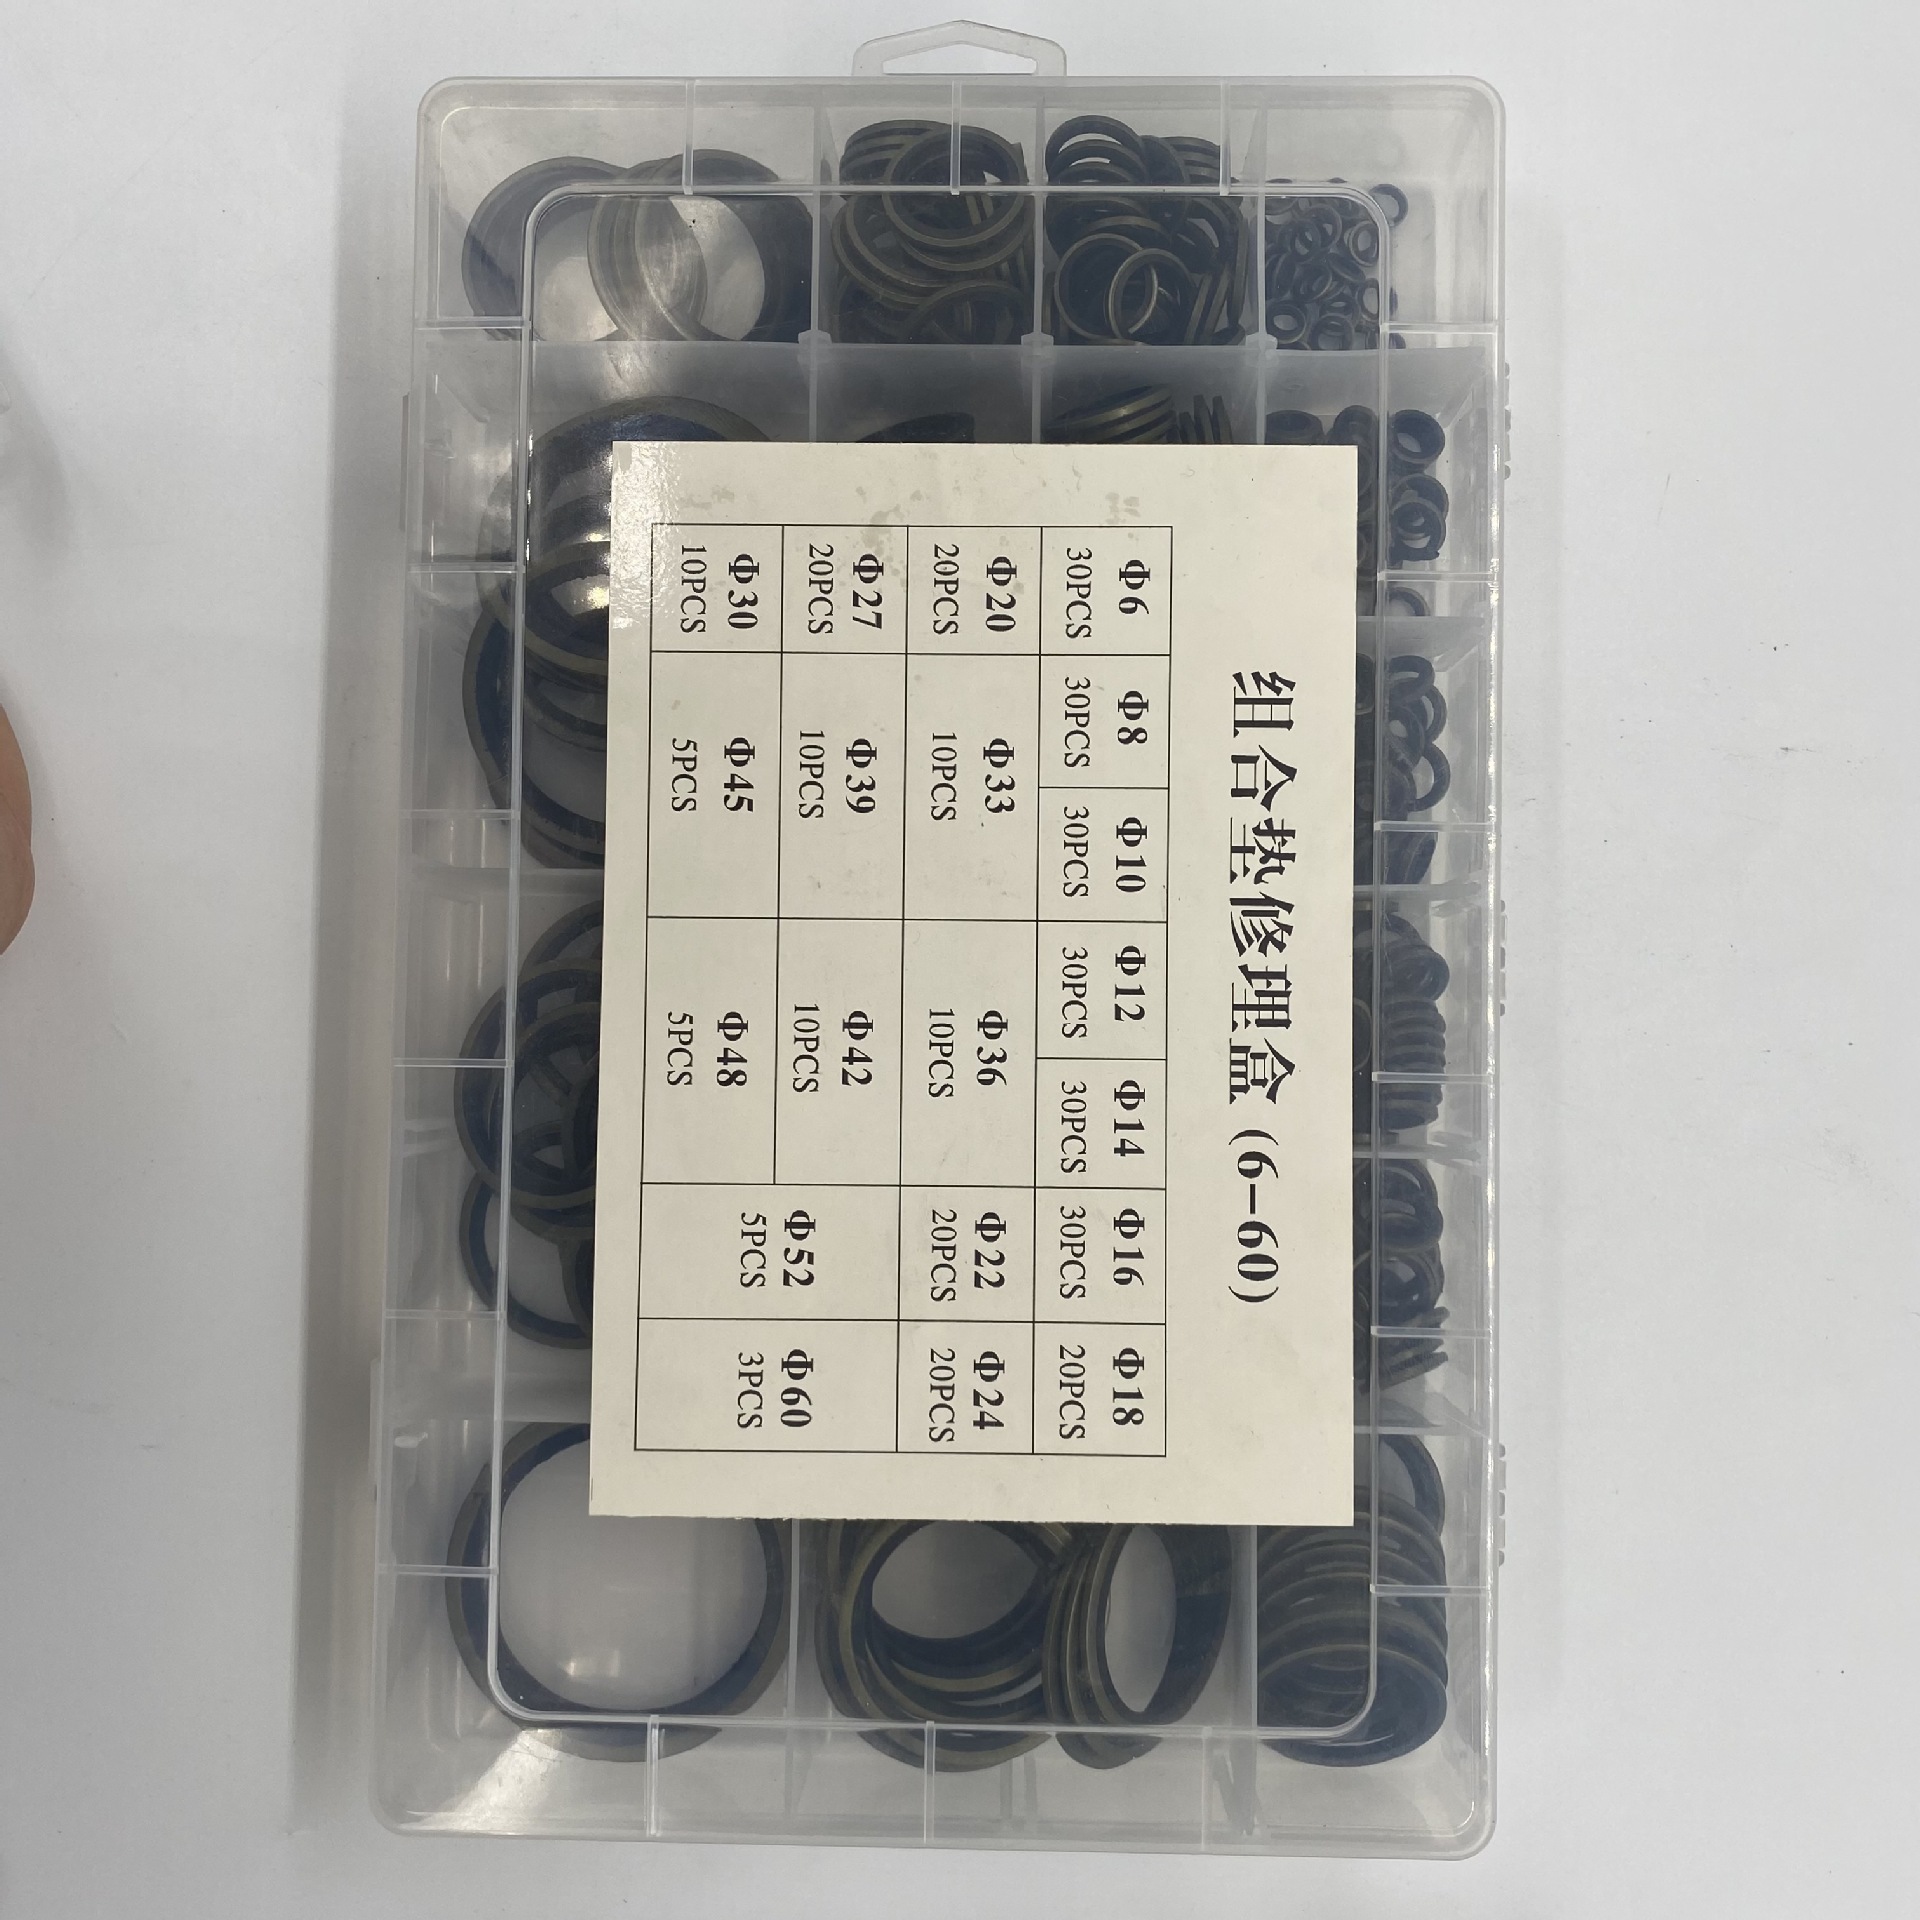 组合垫修理盒 (6-60)
Φ6 Φ8 Φ10 Φ12 Φ14 Φ16 Φ18
30PCS 30PCS 30PCS 30PCS 30PCS 30PCS 20PCS
Φ20 Φ33 Φ36 Φ22 Φ24
20PCS 10PCS 10PCS 20PCS 20PCS
Φ27 Φ39 Φ42
20PCS 10PCS 10PCS
Φ52 Φ60
5PCS 3PCS
Φ30 Φ45 Φ48
10PCS 5PCS 5PCS